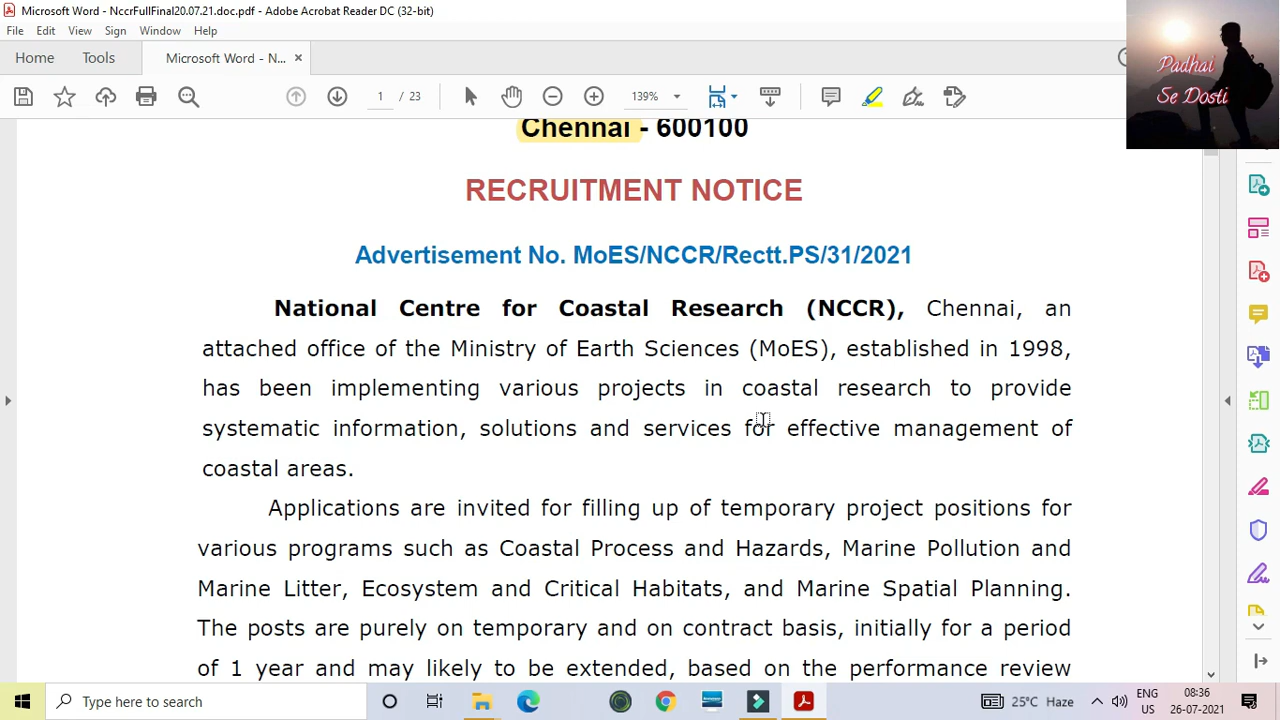 Microsoft Word - NccrFullFinal20.07.21.doc.pdf - Adobe Acrobat Reader DC (32-bit)
File Edit View Sign Window Help
Home Tools Microsoft Word - N... ×
1 / 23 139%
Padhai
Se Dosti
Chennai - 600100
RECRUITMENT NOTICE
Advertisement No. MoES/NCCR/Rectt.PS/31/2021
National Centre for Coastal Research (NCCR), Chennai, an
attached office of the Ministry of Earth Sciences (MoES), established in 1998,
has been implementing various projects in coastal research to provide
systematic information, solutions and services for effective management of
coastal areas.
Applications are invited for filling up of temporary project positions for
various programs such as Coastal Process and Hazards, Marine Pollution and
Marine Litter, Ecosystem and Critical Habitats, and Marine Spatial Planning.
The posts are purely on temporary and on contract basis, initially for a period
of 1 year and may likely to be extended, based on the performance review
Type here to search
25°C Haze
ENG
US
08:36
26-07-2021